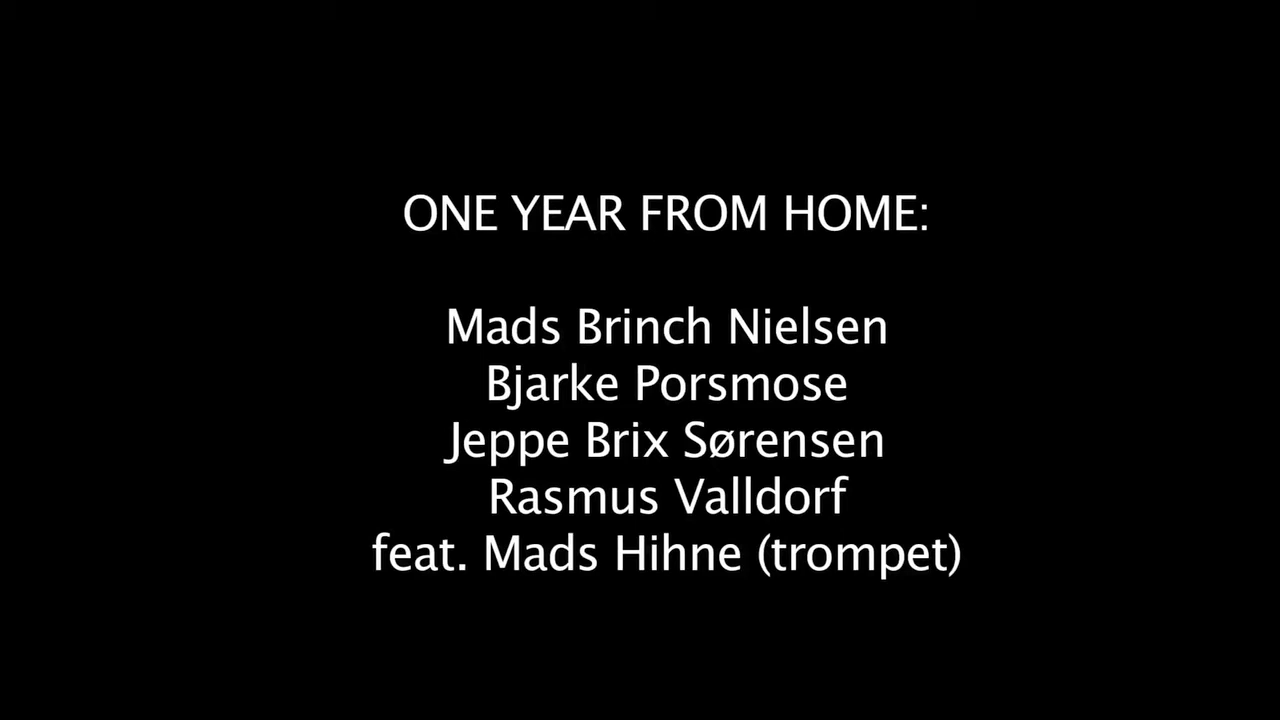 ONE YEAR FROM HOME:
Mads Brinch Nielsen
Bjarke Porsmose
Jeppe Brix Sørensen
Rasmus Valldorf
feat. Mads Hihne (trompet)